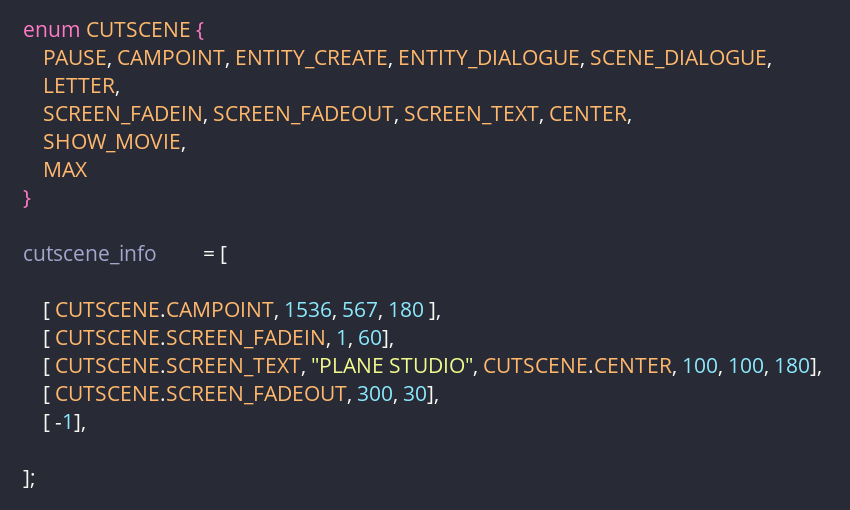 enum CUTSCENE {
PAUSE, CAMPOINT, ENTITY_CREATE, ENTITY_DIALOGUE, SCENE_DIALOGUE,
LETTER,
SCREEN_FADEIN, SCREEN_FADEOUT, SCREEN_TEXT, CENTER,
SHOW_MOVIE,
MAX
}
cutscene_info = [
[ CUTSCENE.CAMPOINT, 1536, 567, 180 ],
[ CUTSCENE.SCREEN_FADEIN, 1, 60],
[ CUTSCENE.SCREEN_TEXT, "PLANE STUDIO", CUTSCENE.CENTER, 100, 100, 180],
[ CUTSCENE.SCREEN_FADEOUT, 300, 30],
[ -1],
];